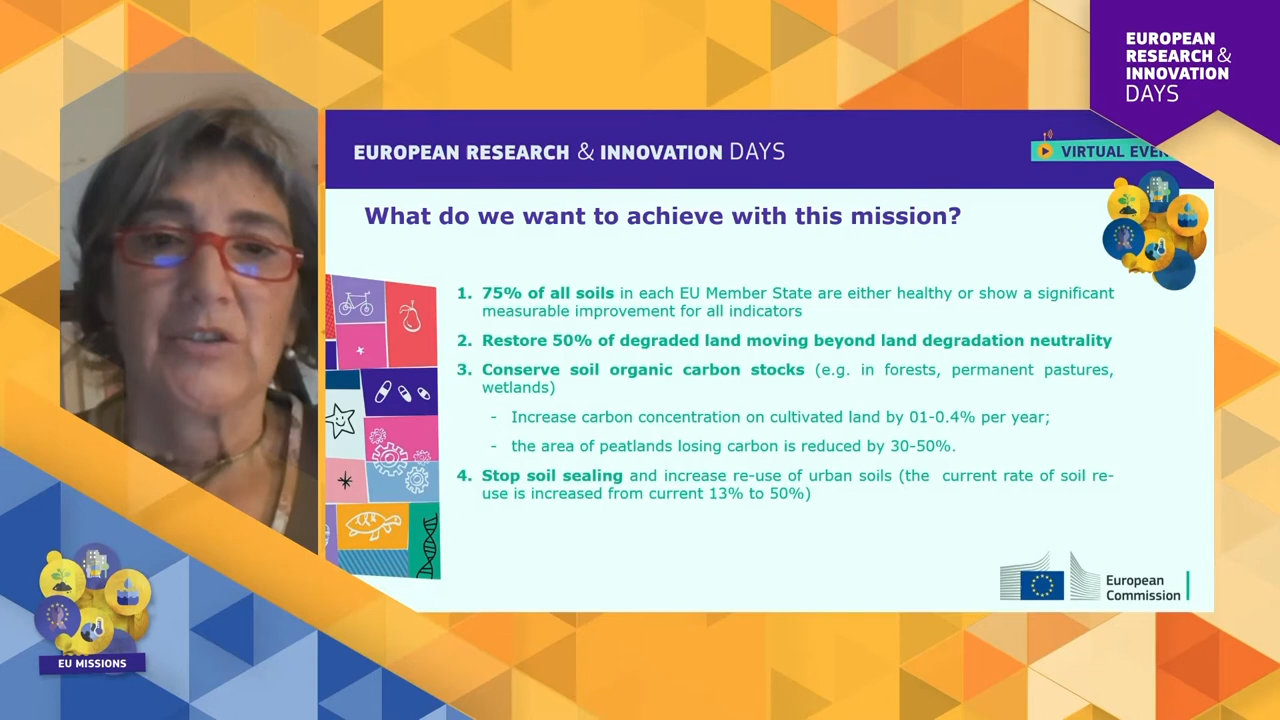 EUROPEAN
RESEARCH &
INNOVATION
DAYS
EUROPEAN RESEARCH & INNOVATION DAYS
VIRTUAL EVEN
What do we want to achieve with this mission?
1. 75% of all soils in each EU Member State are either healthy or show a significant
measurable improvement for all indicators
2. Restore 50% of degraded land moving beyond land degradation neutrality
3. Conserve soil organic carbon stocks (e.g. in forests, permanent pastures,
wetlands)
- Increase carbon concentration on cultivated land by 01-0.4% per year;
- the area of peatlands losing carbon is reduced by 30-50%.
4. Stop soil sealing and increase re-use of urban soils (the current rate of soil re-
use is increased from current 13% to 50%)
European
Commission
EU MISSIONS